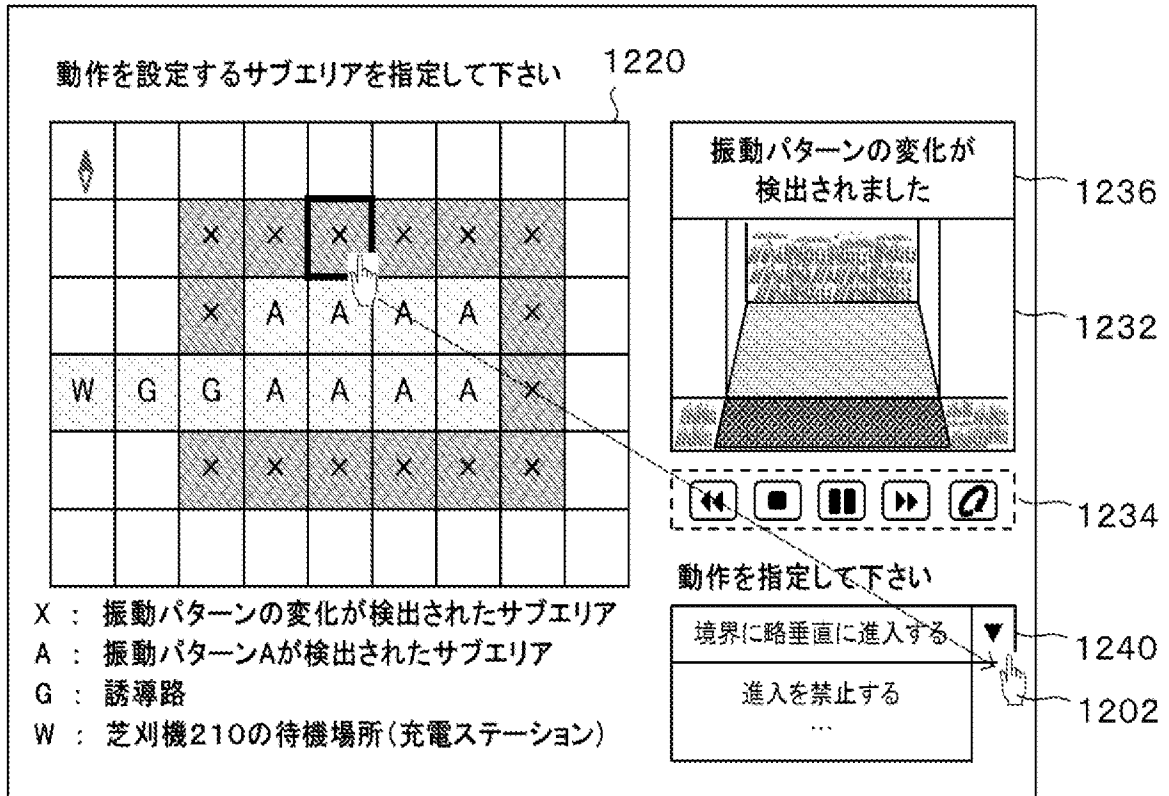 動作を設定するサブエリアを指定して下さい
1220
× × × × × ×
× A A A A ×
W G G A A A A ×
× × × × × ×
X : 振動パターンの変化が検出されたサブエリア
A : 振動パターンAが検出されたサブエリア
G : 誘導路
W : 芝刈機210の待機場所(充電ステーション)
振動パターンの変化が
検出されました
1236
1232
1234
動作を指定して下さい
境界に略垂直に進入する ▼
1240
進入を禁止する
…
1202